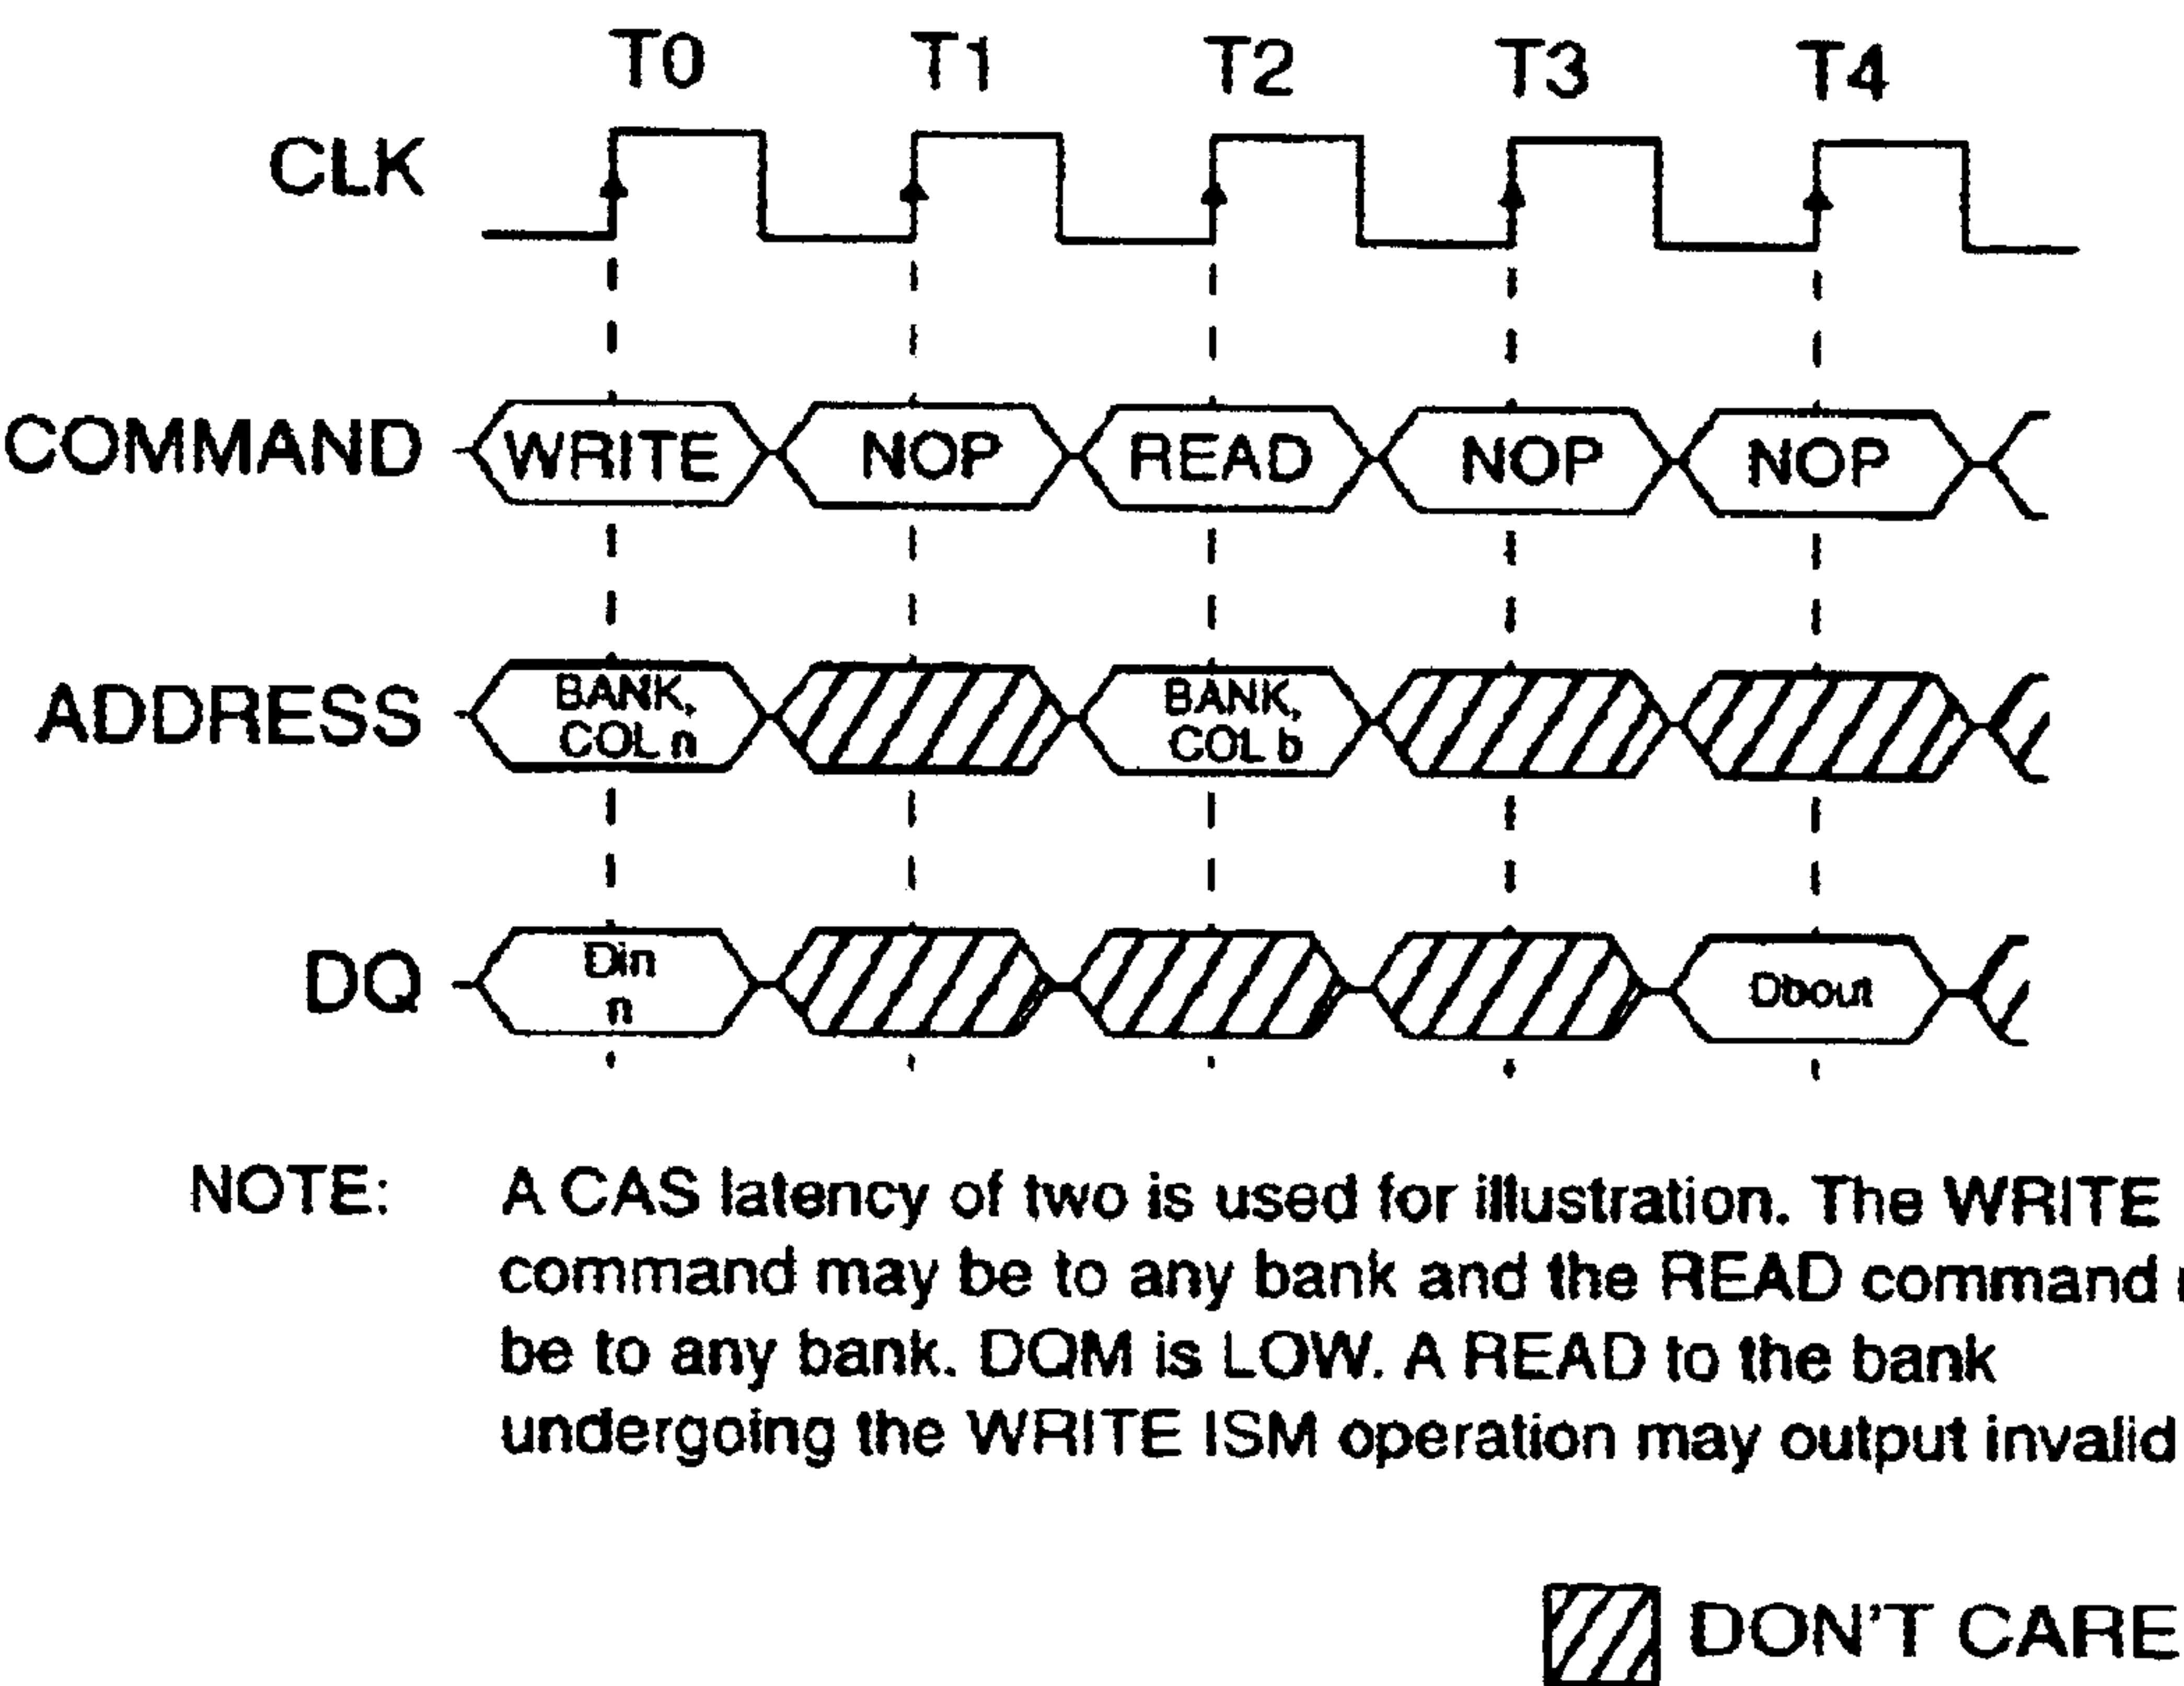 T0 T1 T2 T3 T4
CLK
COMMAND WRITE NOP READ NOP NOP
ADDRESS BANK, COL n BANK, COL b
DQ Din n Dbout
NOTE: A CAS latency of two is used for illustration. The WRITE
command may be to any bank and the READ command
be to any bank. DQM is LOW. A READ to the bank
undergoing the WRITE ISM operation may output invalid
DON'T CARE